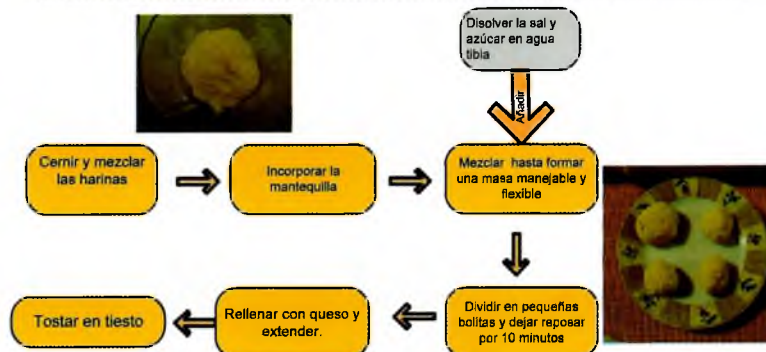 Disolver la sal y
azúcar en agua
tibia
Añadir
Cernir y mezclar
las harinas
Incorporar la
mantequilla
Mezclar hasta formar
una masa manejable y
flexible
Dividir en pequeñas
bolitas y dejar reposar
por 10 minutos
Rellenar con queso y
extender.
Tostar en tiesto